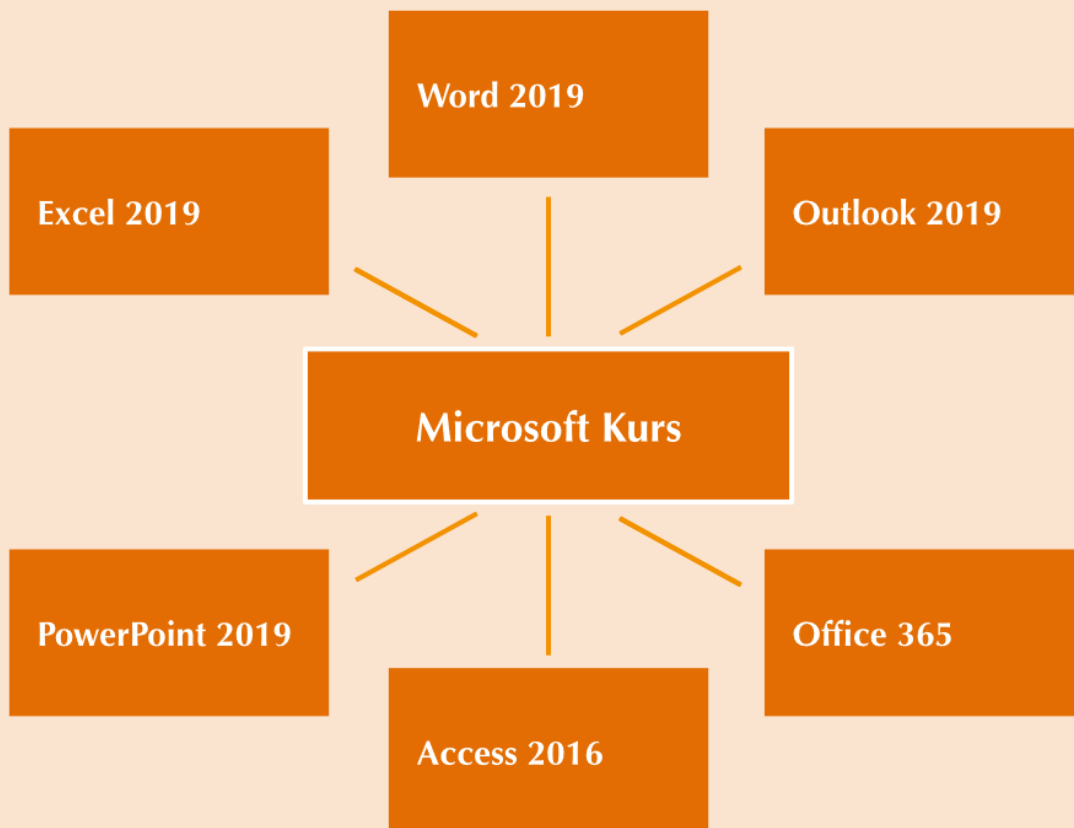 Word 2019
Excel 2019
Outlook 2019
Microsoft Kurs
PowerPoint 2019
Office 365
Access 2016